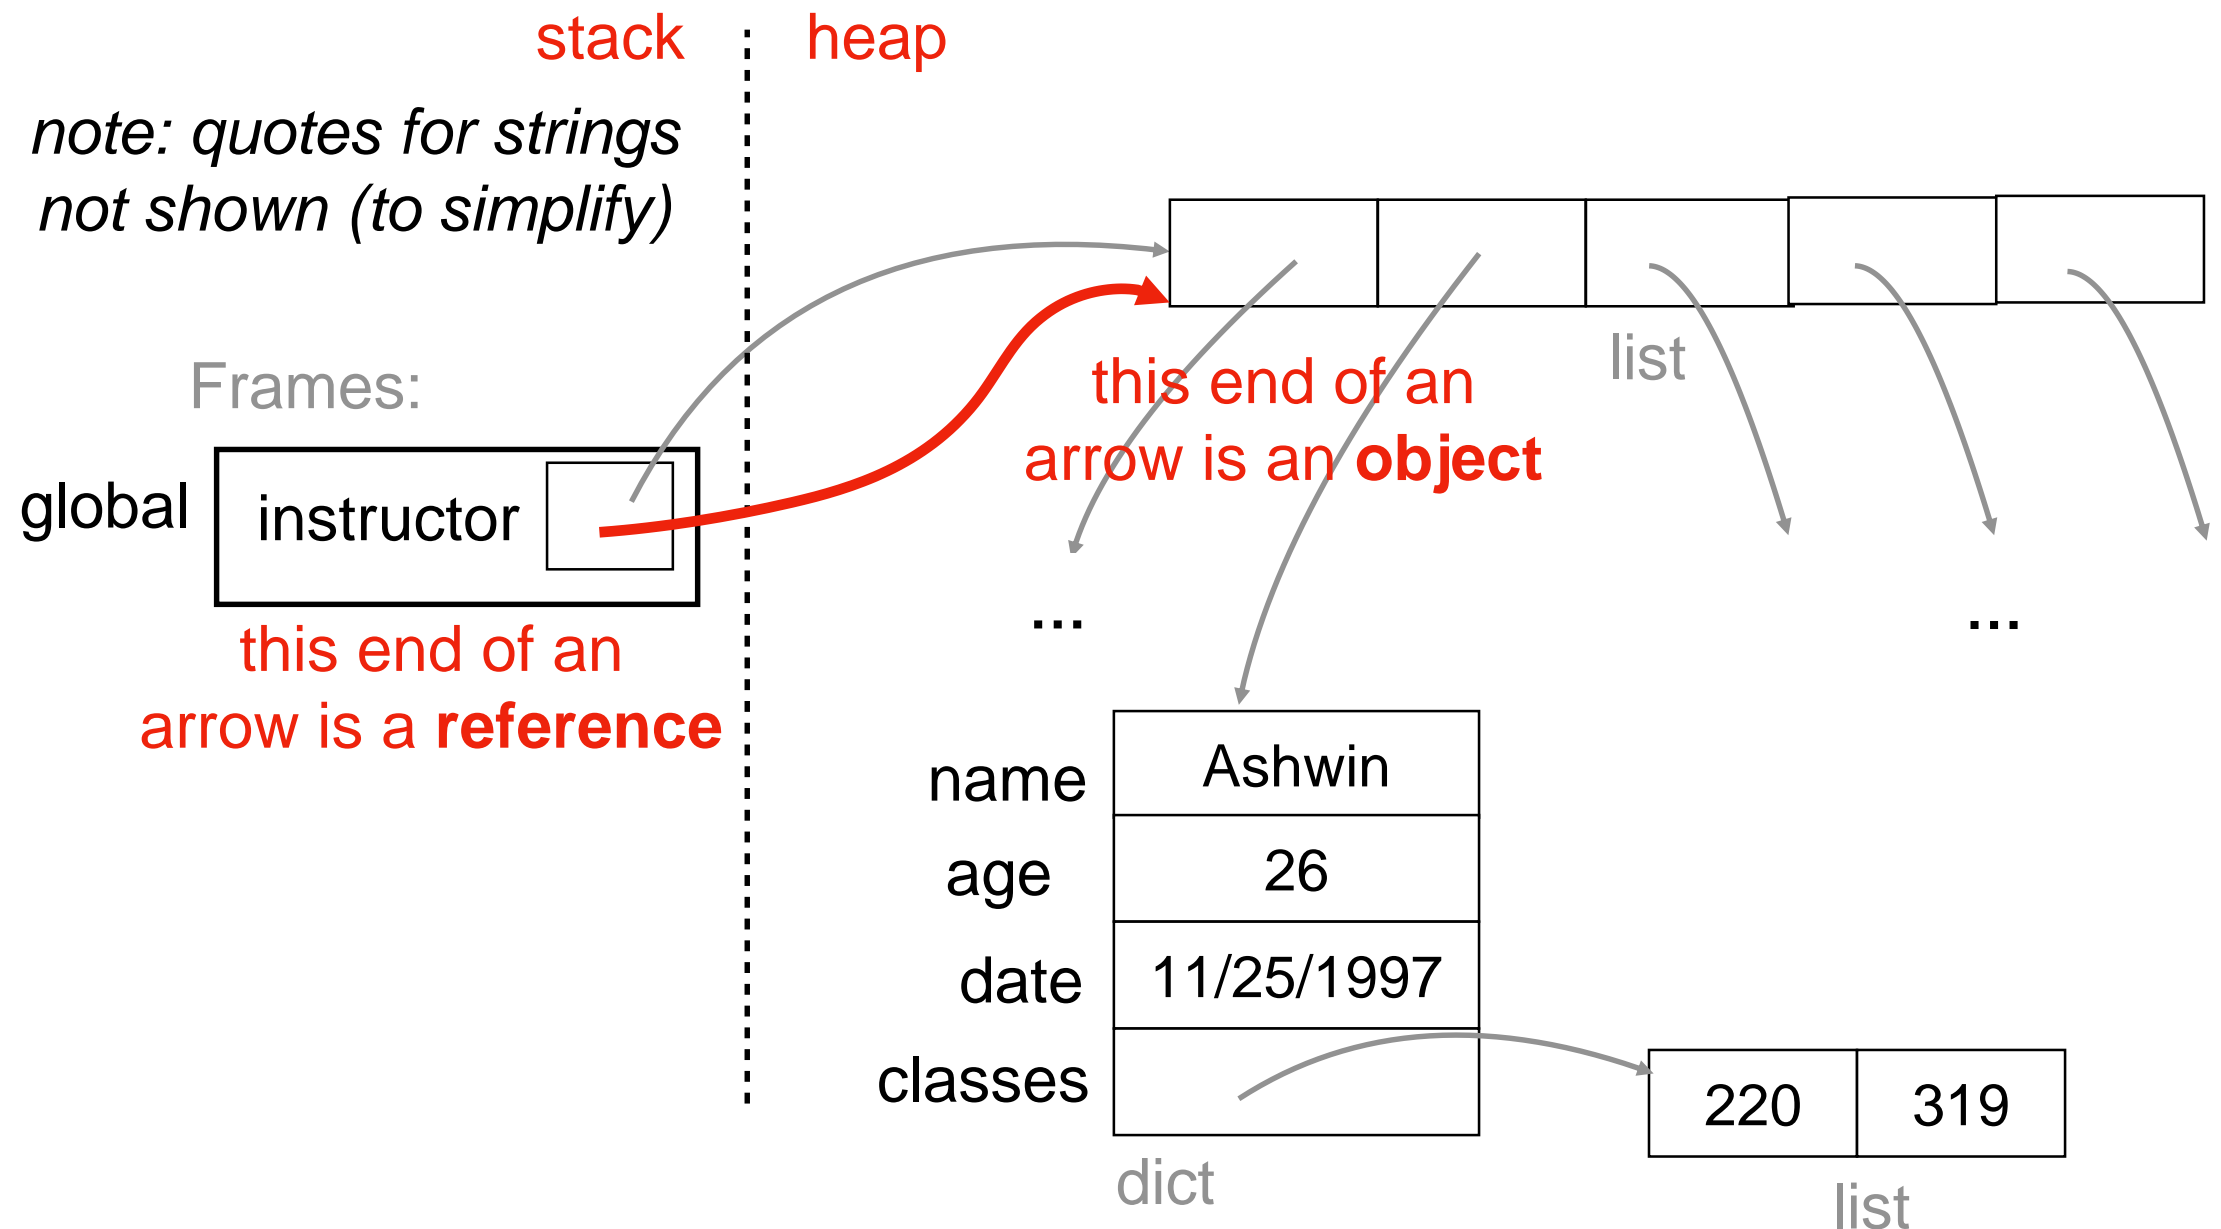 stack
heap
note: quotes for strings
not shown (to simplify)
Frames:
global
instructor
this end of an
arrow is a reference
list
this end of an
arrow is an object
...
...
name
Ashwin
age
26
date
11/25/1997
classes
dict
220
319
list